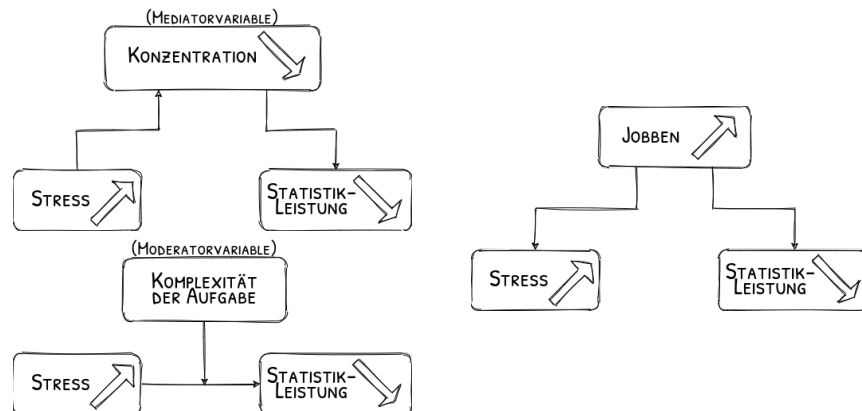 (Mediatorvariable)
Konzentration
Stress
Statistik-
Leistung
(Moderatorvariable)
Komplexität
der Aufgabe
Stress
Statistik-
Leistung
Jobben
Stress
Statistik-
Leistung